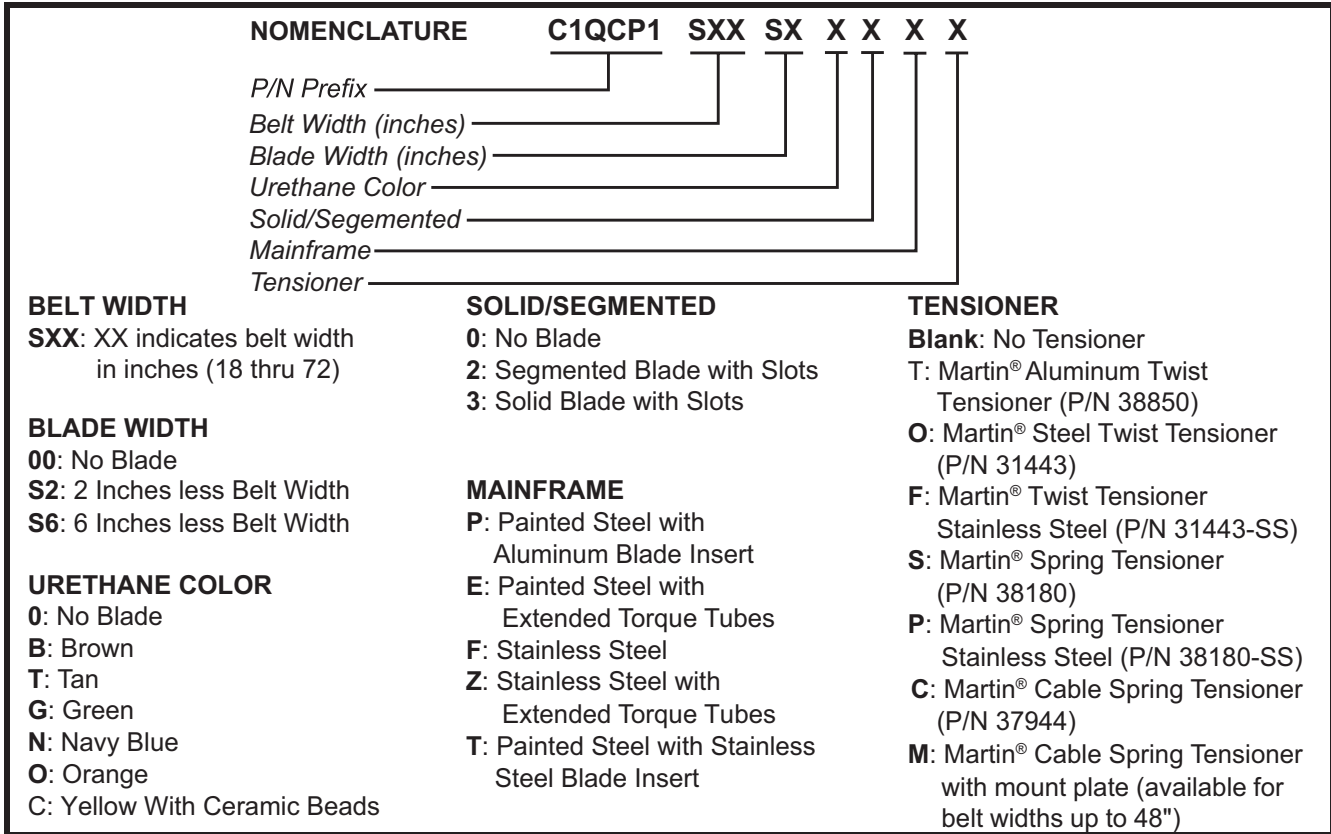 NOMENCLATURE C1QCP1 SXX SX X X X X
P/N Prefix
Belt Width (inches)
Blade Width (inches)
Urethane Color
Solid/Segemented
Mainframe
Tensioner
BELT WIDTH
SXX: XX indicates belt width
in inches (18 thru 72)
BLADE WIDTH
00: No Blade
S2: 2 Inches less Belt Width
S6: 6 Inches less Belt Width
URETHANE COLOR
0: No Blade
B: Brown
T: Tan
G: Green
N: Navy Blue
O: Orange
C: Yellow With Ceramic Beads
SOLID/SEGMENTED
0: No Blade
2: Segmented Blade with Slots
3: Solid Blade with Slots
MAINFRAME
P: Painted Steel with
Aluminum Blade Insert
E: Painted Steel with
Extended Torque Tubes
F: Stainless Steel
Z: Stainless Steel with
Extended Torque Tubes
T: Painted Steel with Stainless
Steel Blade Insert
TENSIONER
Blank: No Tensioner
T: Martin® Aluminum Twist
Tensioner (P/N 38850)
O: Martin® Steel Twist Tensioner
(P/N 31443)
F: Martin® Twist Tensioner
Stainless Steel (P/N 31443-SS)
S: Martin® Spring Tensioner
(P/N 38180)
P: Martin® Spring Tensioner
Stainless Steel (P/N 38180-SS)
C: Martin® Cable Spring Tensioner
(P/N 37944)
M: Martin® Cable Spring Tensioner
with mount plate (available for
belt widths up to 48")